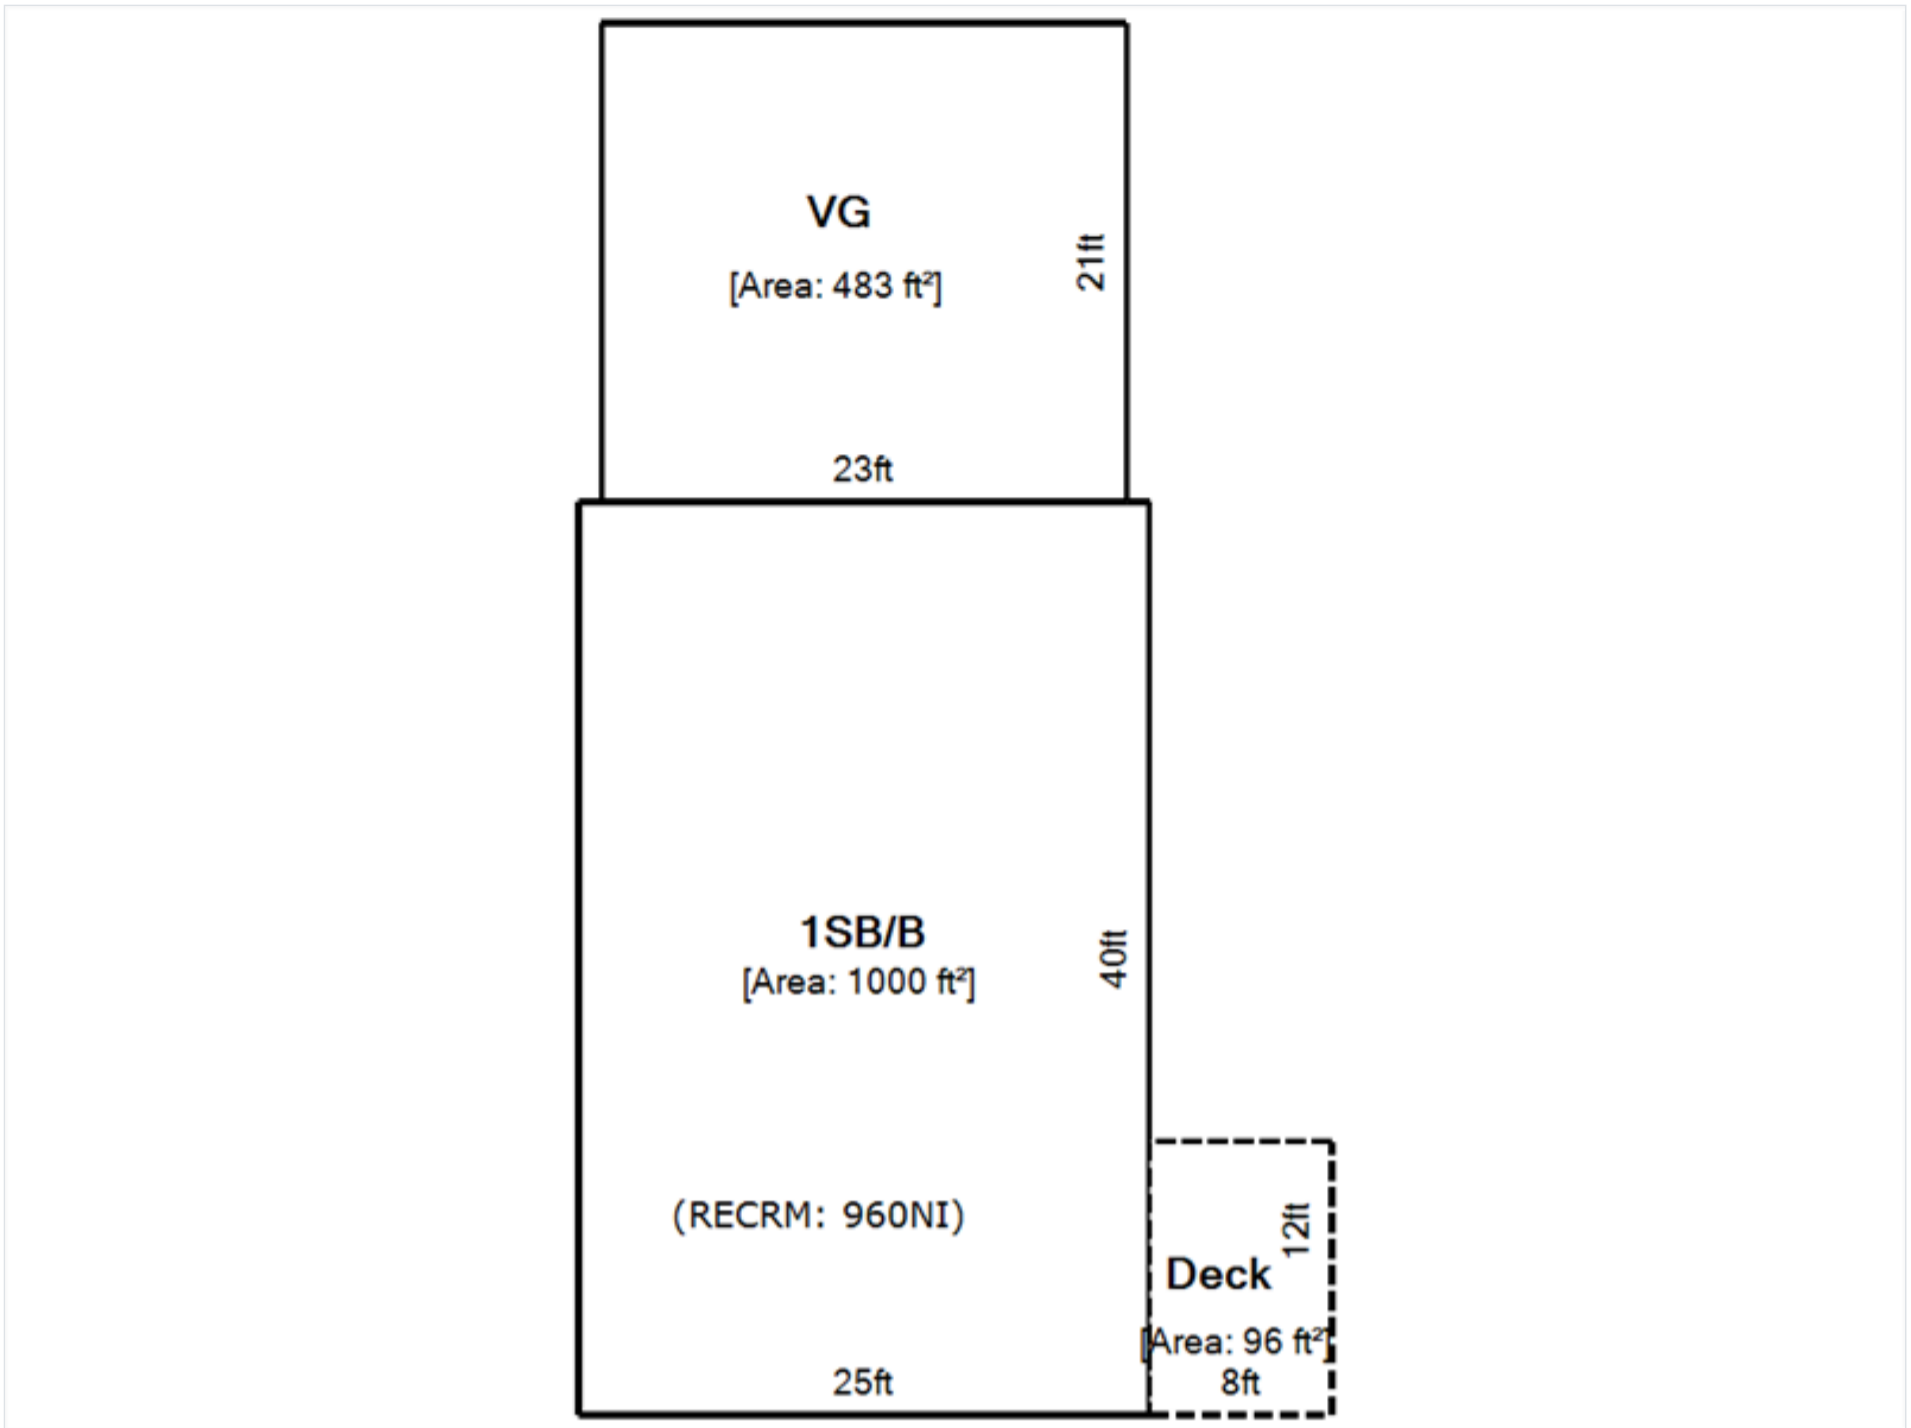 VG
[Area: 483 ft²]
21ft
23ft
1SB/B
[Area: 1000 ft²]
40ft
(RECRM: 960NI)
12ft
Deck
[Area: 96 ft²]
25ft
8ft